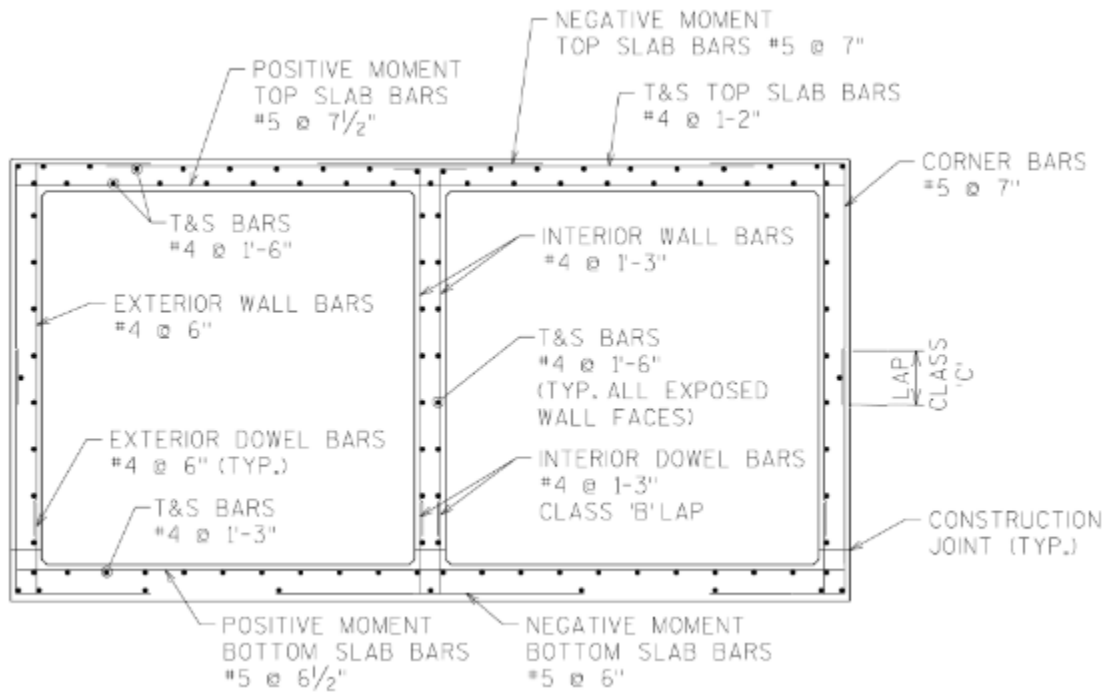 NEGATIVE MOMENT
TOP SLAB BARS #5 @ 7"
POSITIVE MOMENT
TOP SLAB BARS
#5 @ 7½"
T&S TOP SLAB BARS
#4 @ 1-2"
CORNER BARS
#5 @ 7"
T&S BARS
#4 @ 1'-6"
INTERIOR WALL BARS
#4 @ 1'-3"
EXTERIOR WALL BARS
#4 @ 6"
T&S BARS
#4 @ 1'-6"
(TYP. ALL EXPOSED
WALL FACES)
LAP
CLASS
'C'
EXTERIOR DOWEL BARS
#4 @ 6" (TYP.)
INTERIOR DOWEL BARS
#4 @ 1-3"
CLASS 'B' LAP
T&S BARS
#4 @ 1'-3"
CONSTRUCTION
JOINT (TYP.)
POSITIVE MOMENT
BOTTOM SLAB BARS
#5 @ 6½"
NEGATIVE MOMENT
BOTTOM SLAB BARS
#5 @ 6"